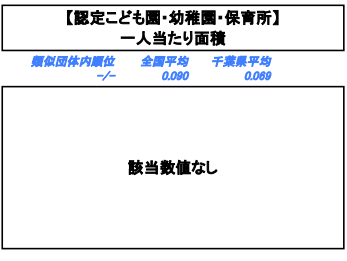 【認定こども園・幼稚園・保育所】
一人当たり面積
類似団体内順位 全国平均 千葉県平均
-/- 0.090 0.069
該当数値なし